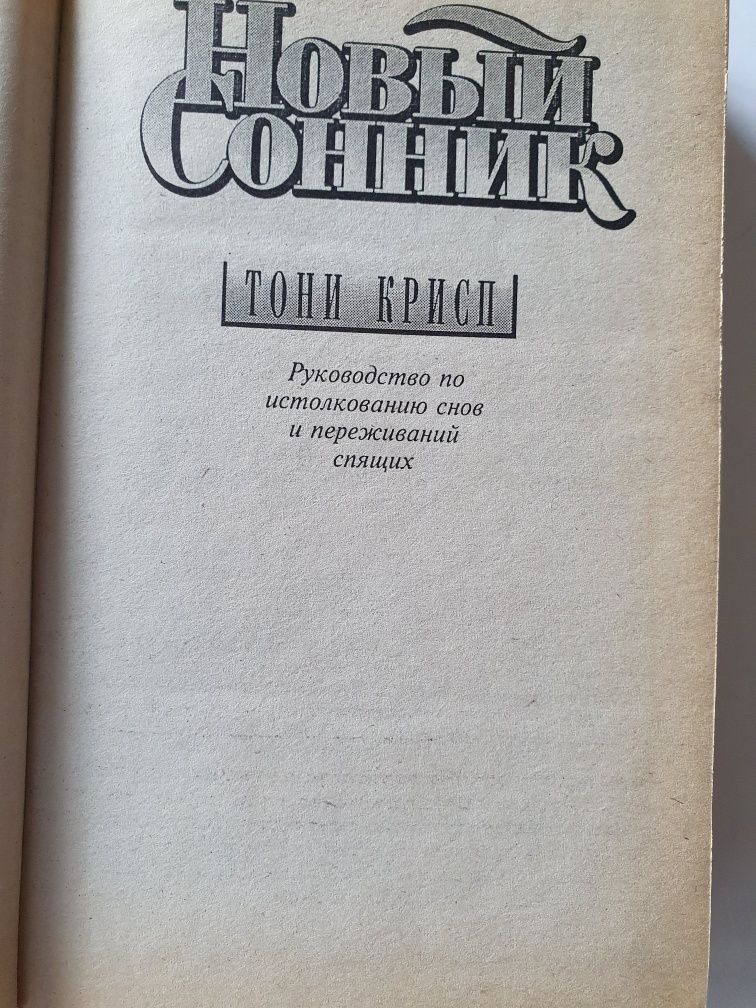 Новый
Сонник
ТОНИ КРИСП
Руководство по
истолкованию снов
и переживаний
спящих